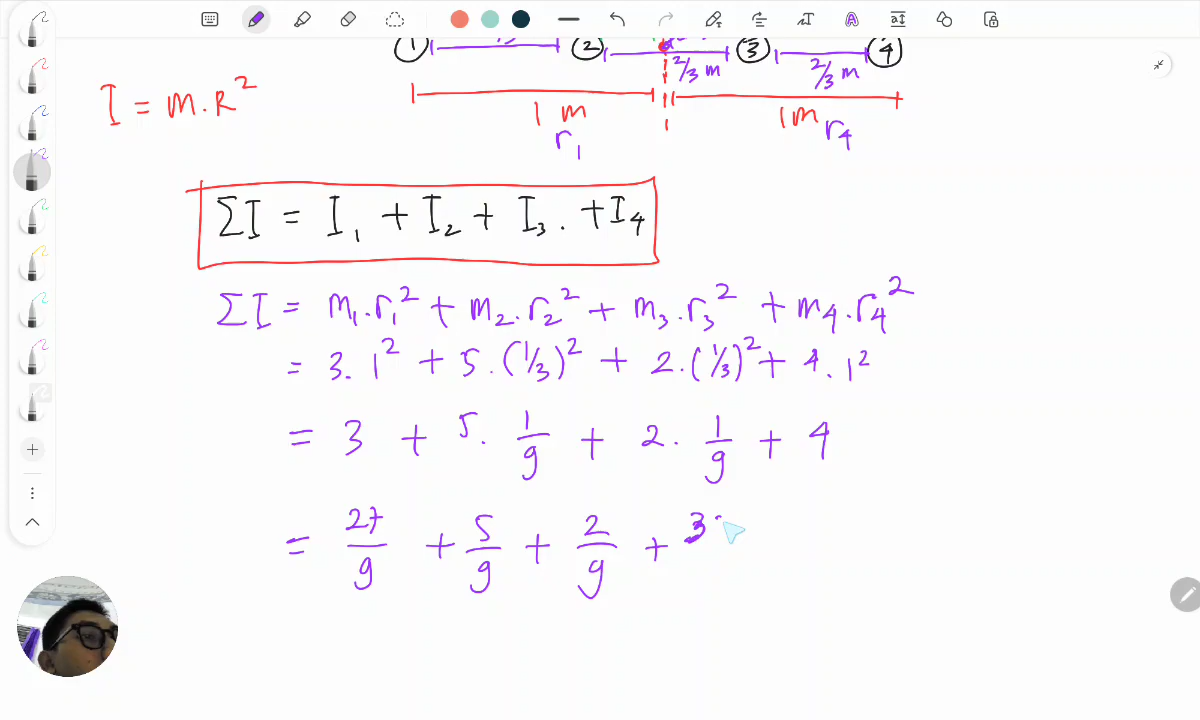 1 2 3 4
2/3 m 2/3 m
I = m.R²
1 m 1 m
r₁ r₄
ΣI = I₁ + I₂ + I₃. + I₄
ΣI = m₁.r₁² + m₂.r₂² + m₃.r₃² + m₄.r₄²
= 3. 1² + 5. (1/3)² + 2. (1/3)² + 4. 1²
= 3 + 5. 1/9 + 2. 1/9 + 4
= 27/9 + 5/9 + 2/9 + 3